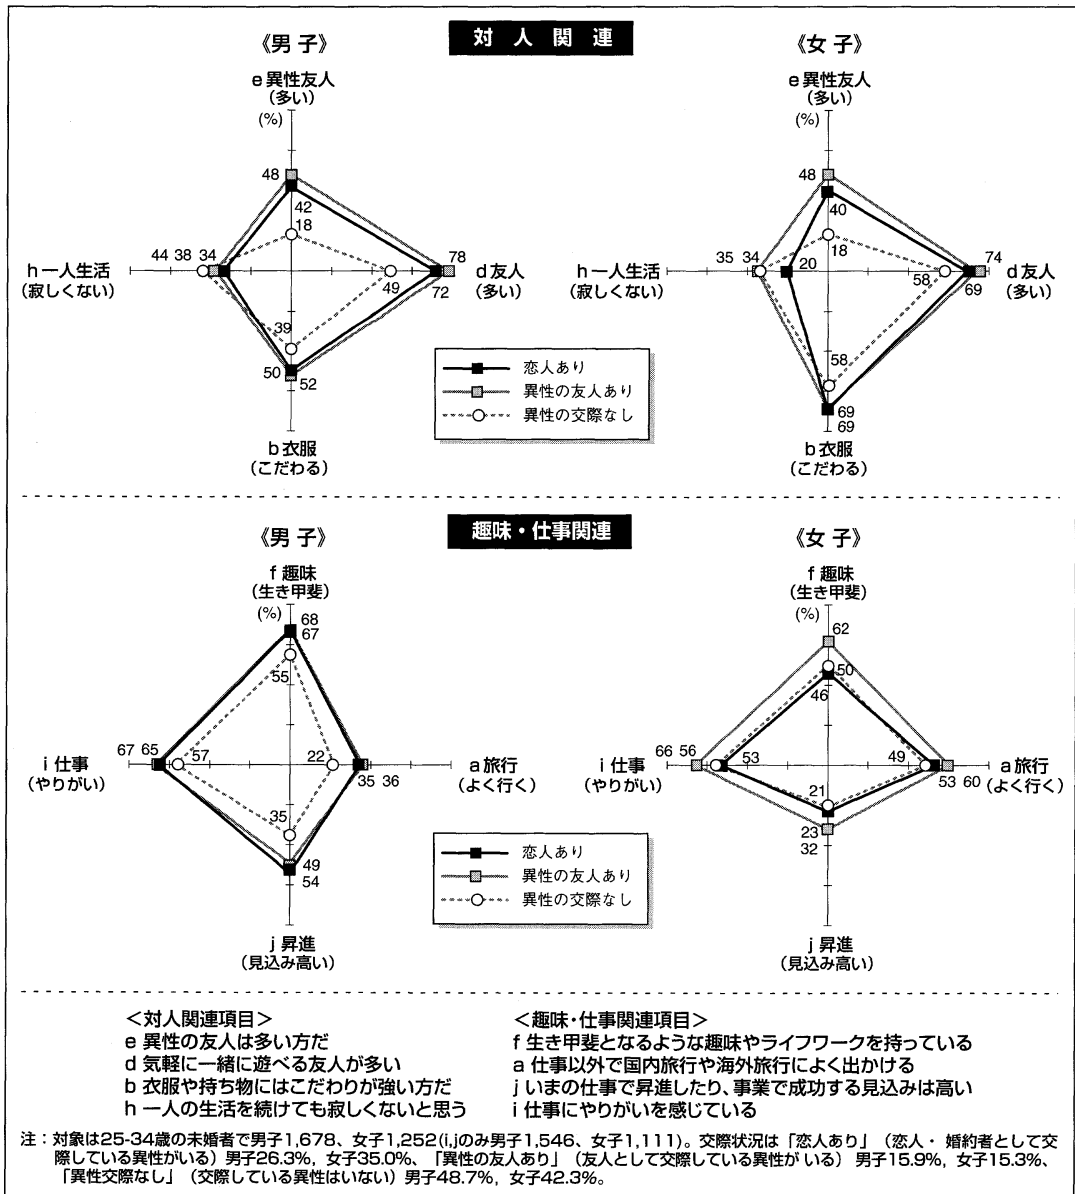 対人関連
《男子》
e 異性友人
(多い)
(%)
48
42
18
44 38 34
h 一人生活
(寂しくない)
78
d 友人
(多い)
49
72
39
50
52
b 衣服
(こだわる)
《女子》
e 異性友人
(多い)
(%)
48
40
18
35 34
20
h 一人生活
(寂しくない)
74
d 友人
(多い)
58
69
58
69
69
b 衣服
(こだわる)
恋人あり
異性の友人あり
異性の交際なし
趣味・仕事関連
《男子》
f 趣味
(生き甲斐)
(%)
68
67
55
67 65
57
i 仕事
(やりがい)
22
35 36
a 旅行
(よく行く)
35
49
54
j 昇進
(見込み高い)
《女子》
f 趣味
(生き甲斐)
(%)
62
50
46
66 56
53
i 仕事
(やりがい)
49
53 60
a 旅行
(よく行く)
21
23
32
j 昇進
(見込み高い)
恋人あり
異性の友人あり
異性の交際なし
<対人関連項目>
e 異性の友人は多い方だ
d 気軽に一緒に遊べる友人が多い
b 衣服や持ち物にはこだわりが強い方だ
h 一人の生活を続けても寂しくないと思う
<趣味・仕事関連項目>
f 生き甲斐となるような趣味やライフワークを持っている
a 仕事以外で国内旅行や海外旅行によく出かける
j いまの仕事で昇進したり、事業で成功する見込みは高い
i 仕事にやりがいを感じている
注：対象は25-34歳の未婚者で男子1,678、女子1,252(i,jのみ男子1,546、女子1,111)。交際状況は「恋人あり」（恋人・ 婚約者として交
際している異性がいる）男子26.3%，女子35.0%、「異性の友人あり」（友人として交際している異性が いる） 男子15.9%，女子15.3%、
「異性交際なし」（交際している異性はいない）男子48.7%，女子42.3%。